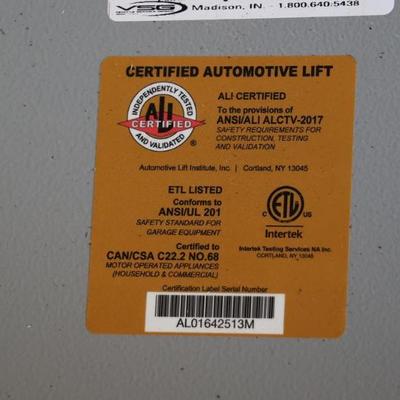 VSG
Madison, IN. - 1.800.640.5438
CERTIFIED AUTOMOTIVE LIFT
INDEPENDENTLY TESTED
ALI
CERTIFIED
AND VALIDATED
®
ALI CERTIFIED
To the provisions of
ANSI/ALI ALCTV-2017
SAFETY REQUIREMENTS FOR
CONSTRUCTION, TESTING
AND VALIDATION
Automotive Lift Institute, Inc. | Cortland, NY 13045
ETL LISTED
Conforms to
ANSI/UL 201
SAFETY STANDARD FOR
GARAGE EQUIPMENT
Certified to
CAN/CSA C22.2 NO.68
MOTOR OPERATED APPLIANCES
(HOUSEHOLD & COMMERCIAL)
C ETL US
Intertek
Intertek Testing Services NA Inc.
CORTLAND, NY 13045
Certification Label Serial Number
AL01642513M